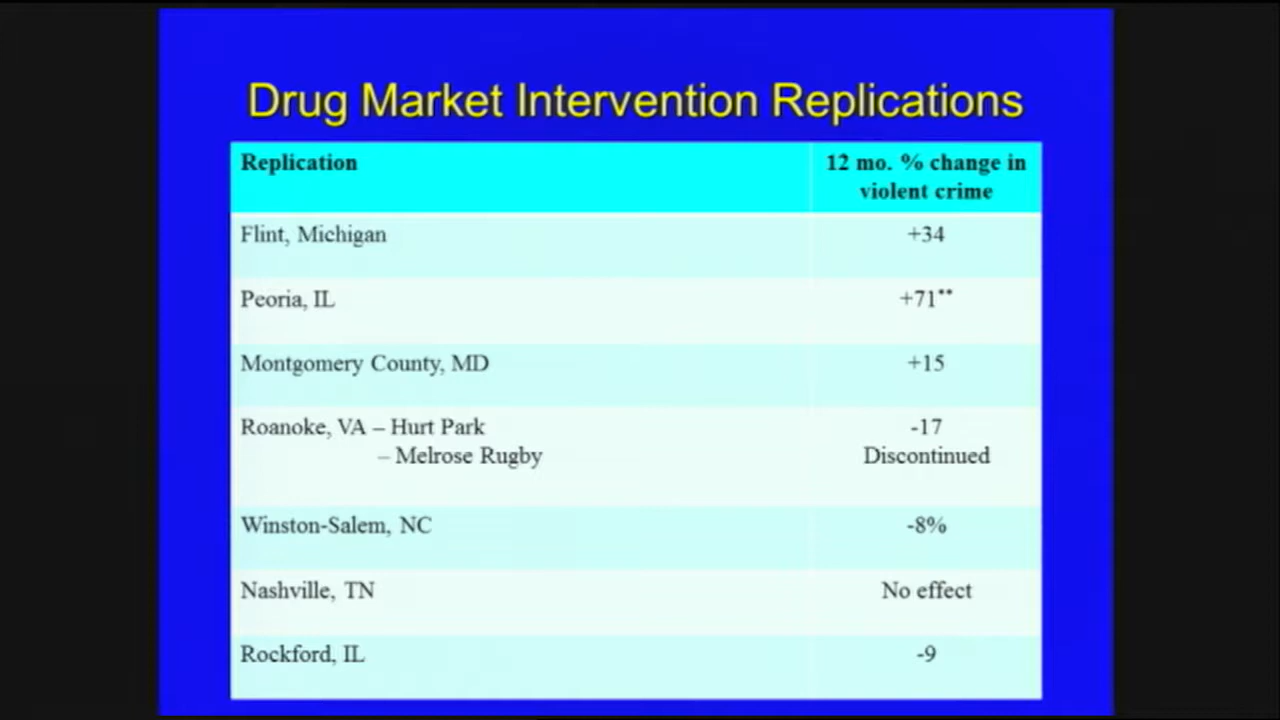 Drug Market Intervention Replications
Replication
12 mo. % change in
violent crime
Flint, Michigan
+34
Peoria, IL
+71**
Montgomery County, MD
+15
Roanoke, VA – Hurt Park
-17
– Melrose Rugby
Discontinued
Winston-Salem, NC
-8%
Nashville, TN
No effect
Rockford, IL
-9